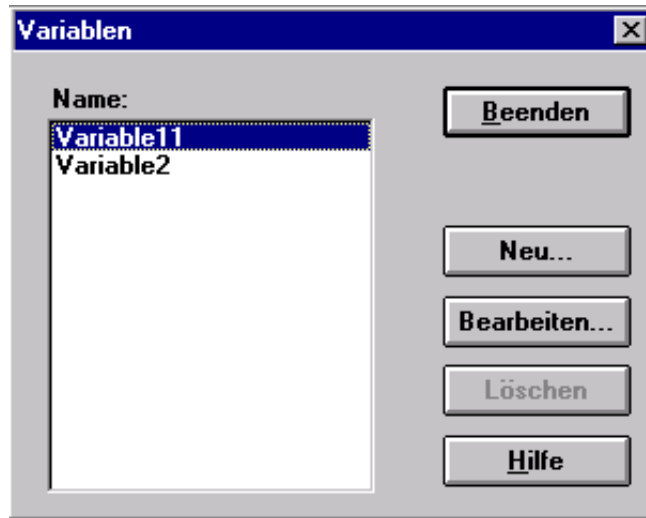 Variablen
Name:
Variable11
Variable2
Beenden
Neu...
Bearbeiten...
Löschen
Hilfe